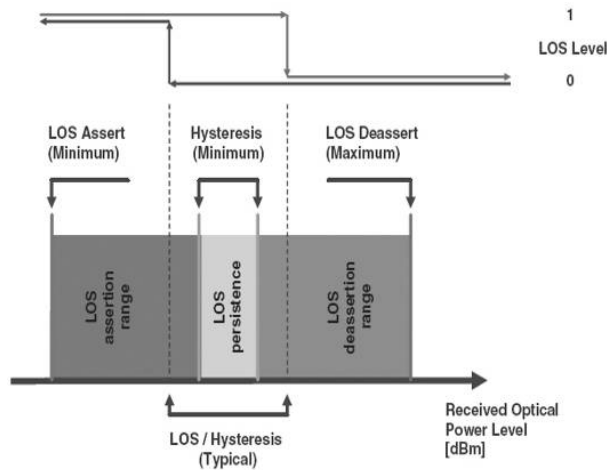 1
LOS Level
0
LOS Assert
(Minimum)
Hysteresis
(Minimum)
LOS Deassert
(Maximum)
LOS
assertion
range
LOS
persistence
LOS
deassertion
range
Received Optical
Power Level
[dBm]
LOS / Hysteresis
(Typical)